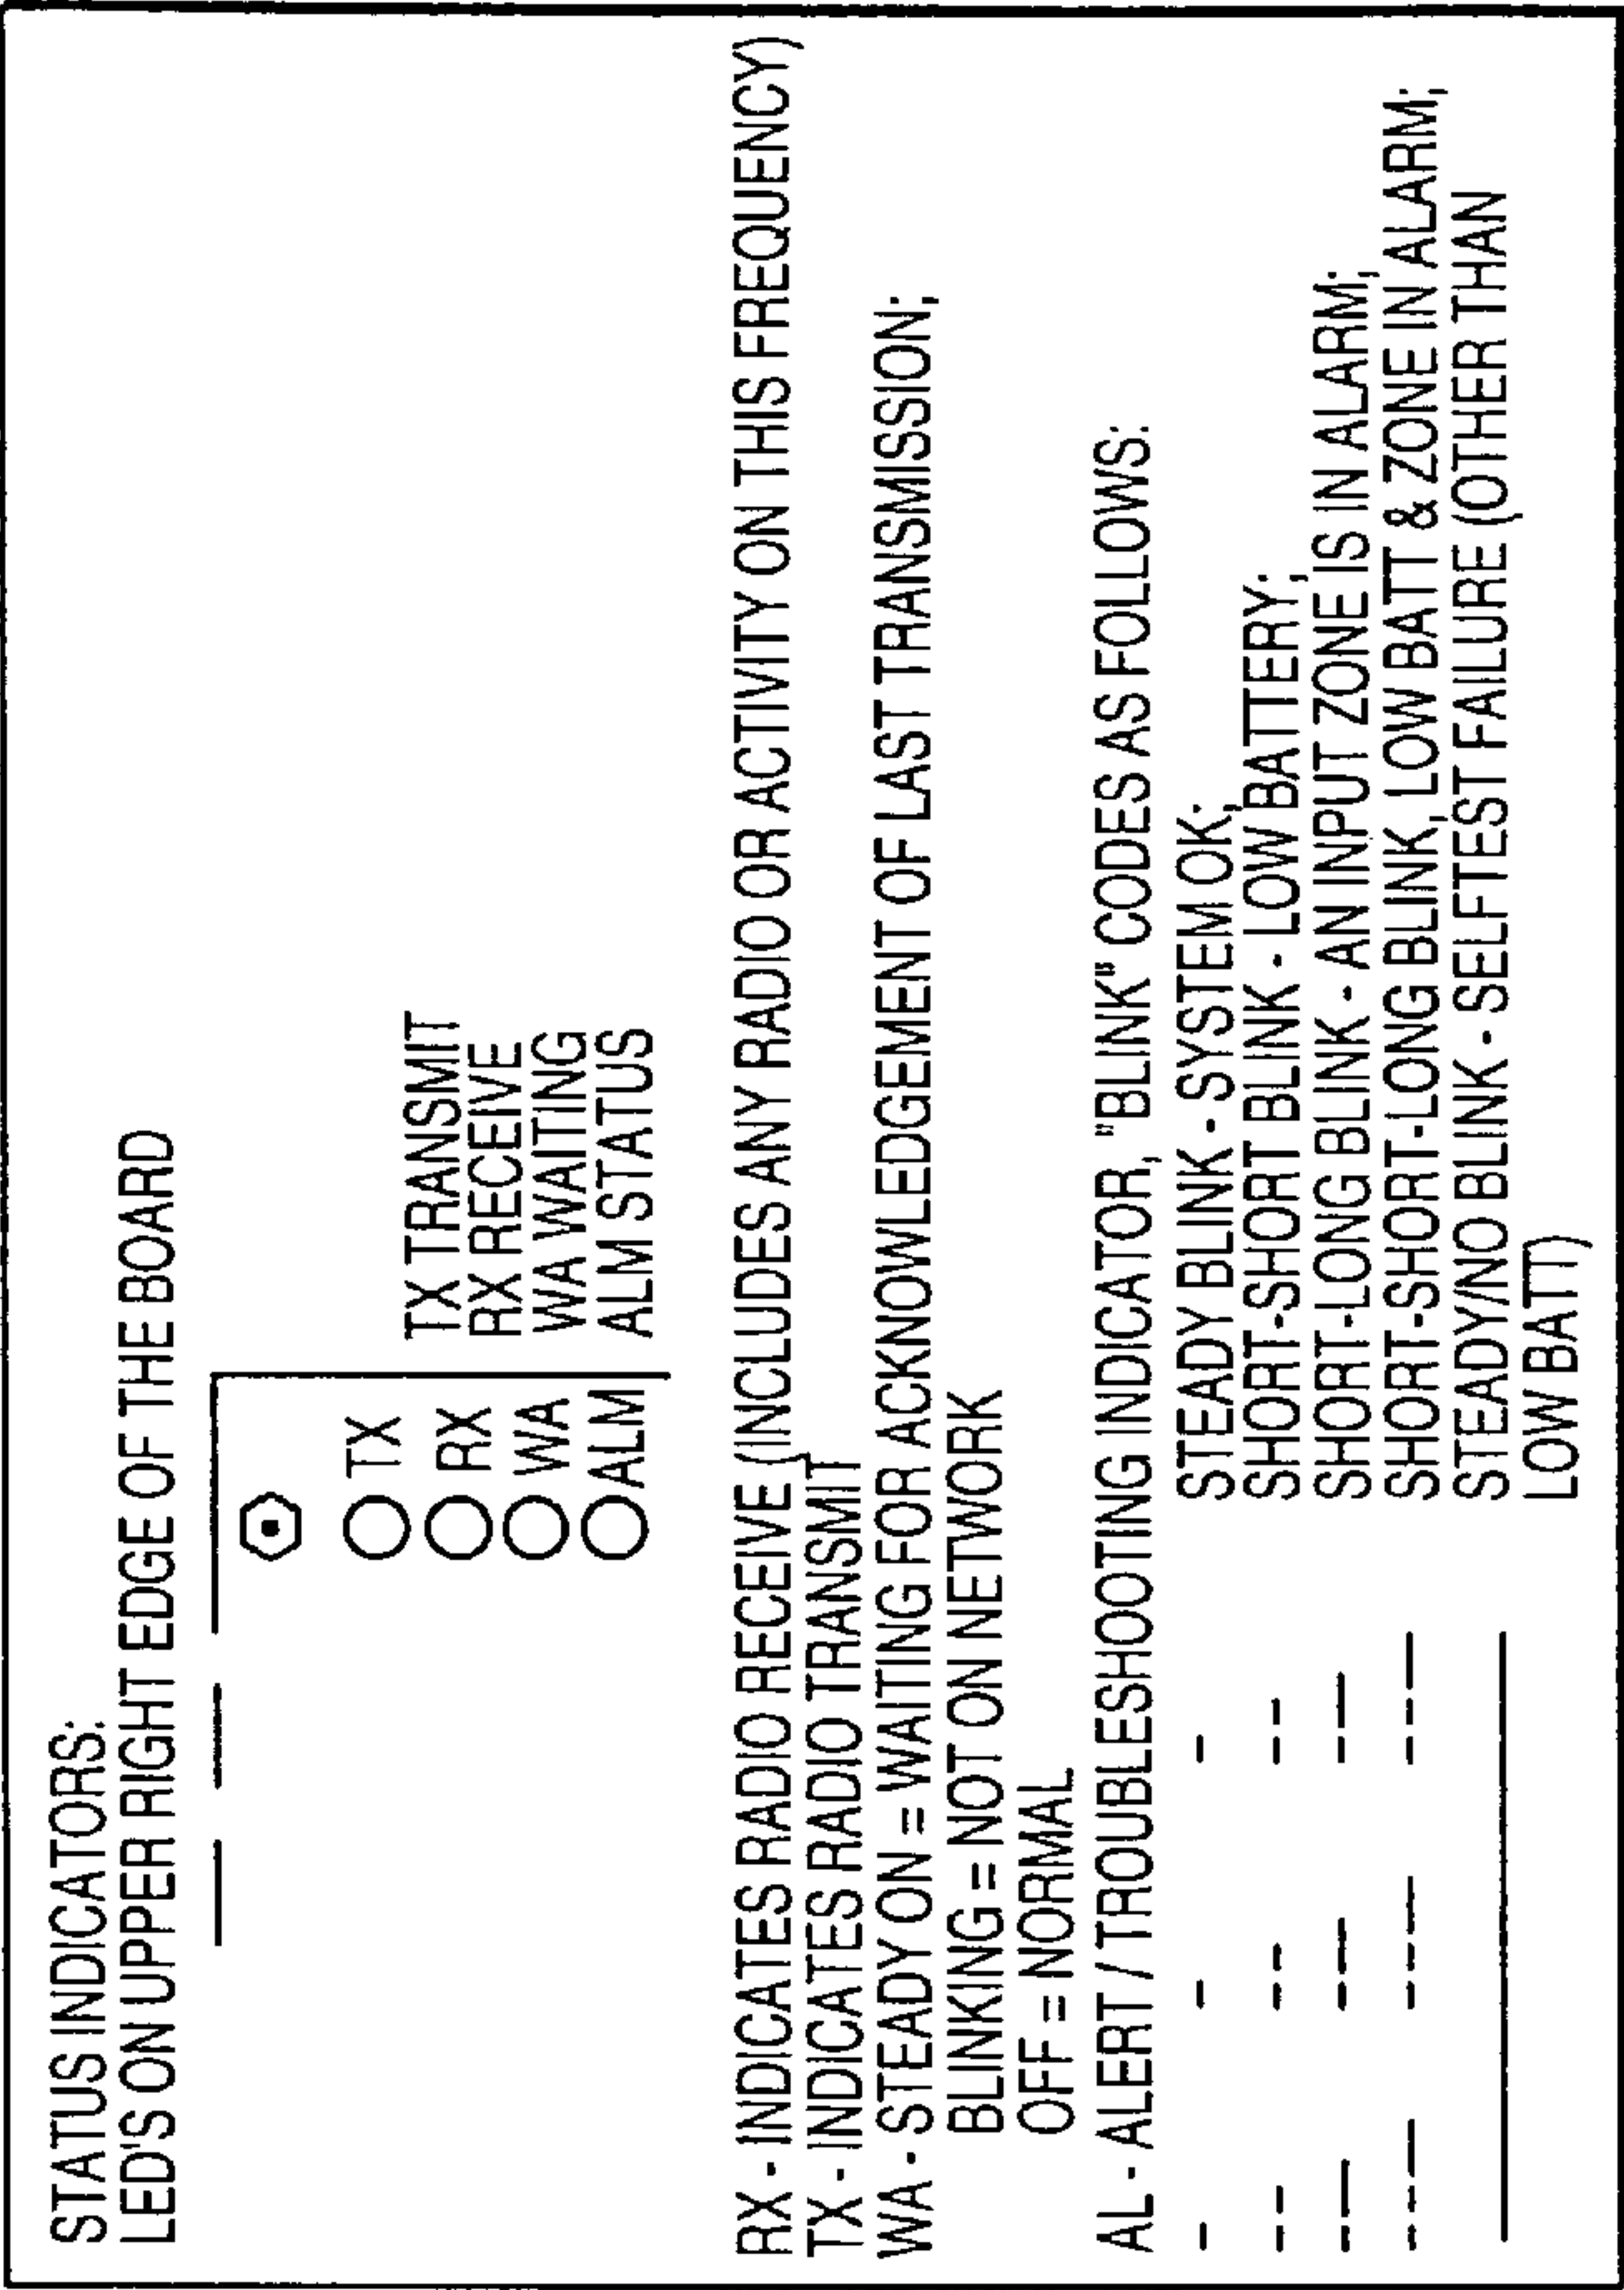 STATUS INDICATORS:
LED'S ON UPPER RIGHT EDGE OF THE BOARD
TX
RX
WA
ALM
TX TRANSMIT
RX RECEIVE
WA WAITING
ALM STATUS
RX - INDICATES RADIO RECEIVE (INCLUDES ANY RADIO OR ACTIVITY ON THIS FREQUENCY)
TX - INDICATES RADIO TRANSMIT
WA - STEADY ON = WAITING FOR ACKNOWLEDGEMENT OF LAST TRANSMISSION;
BLINKING = NOT ON NETWORK
OFF = NORMAL
AL - ALERT / TROUBLESHOOTING INDICATOR, "BLINK" CODES AS FOLLOWS:
STEADY BLINK - SYSTEM OK;
SHORT-SHORT BLINK - LOW BATTERY;
SHORT-LONG BLINK - AN INPUT ZONE IS IN ALARM;
SHORT-SHORT-LONG BLINK, LOW BATT & ZONE IN ALARM;
STEADY/NO BLINK - SELFTEST FAILURE (OTHER THAN
LOW BATT)